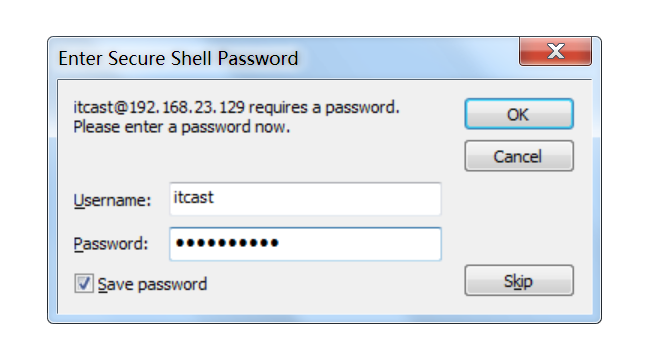 Enter Secure Shell Password
itcast@192.168.23.129 requires a password.
Please enter a password now.
OK
Cancel
Username: itcast
Password: ●●●●●●●●●●
Save password
Skip